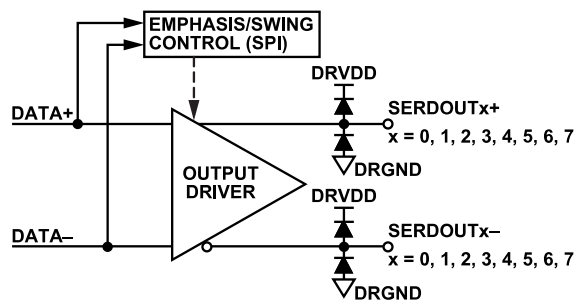 EMPHASIS/SWING
CONTROL (SPI)
DRVDD
DATA+
SERDOUTx+
x = 0, 1, 2, 3, 4, 5, 6, 7
OUTPUT
DRIVER
DRGND
DRVDD
DATA–
SERDOUTx–
x = 0, 1, 2, 3, 4, 5, 6, 7
DRGND